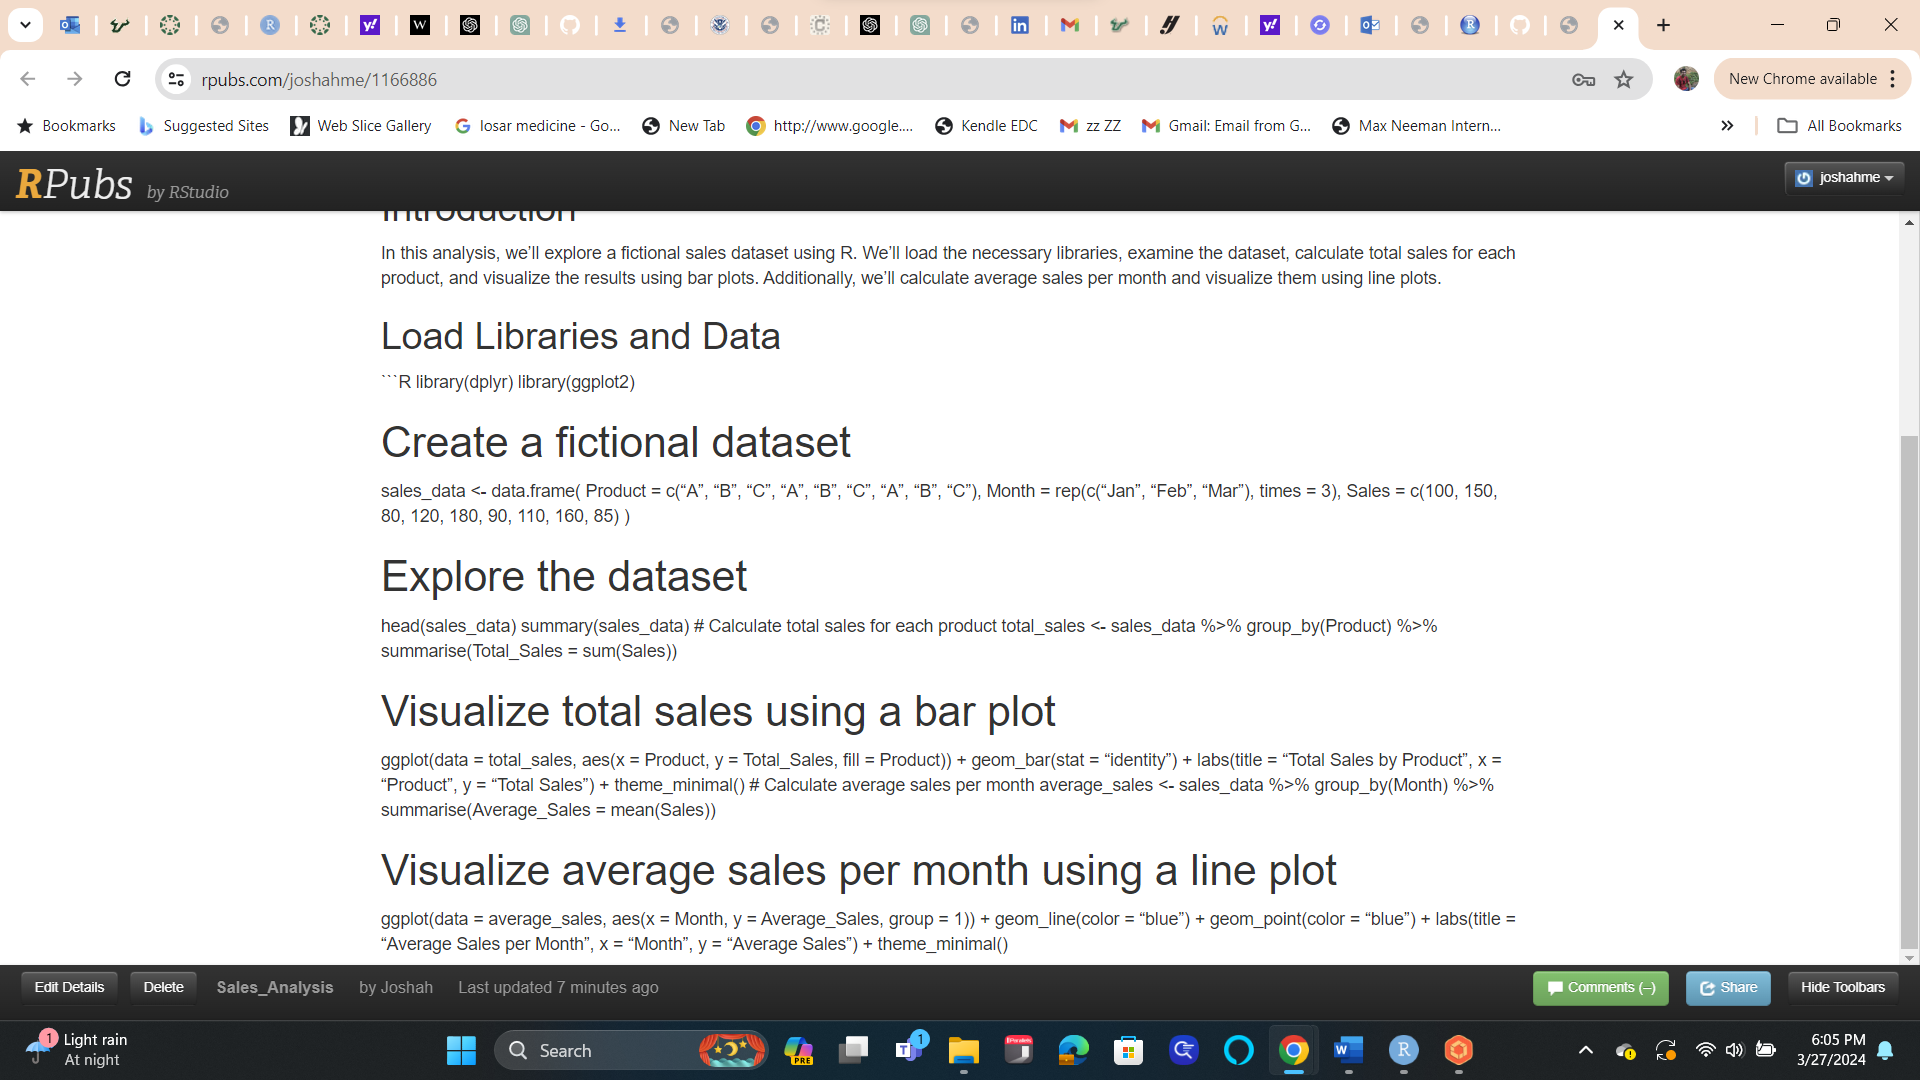 rpubs.com/joshahme/1166886
New Chrome available
Bookmarks
Suggested Sites
Web Slice Gallery
losar medicine - Go...
New Tab
http://www.google....
Kendle EDC
zz ZZ
Gmail: Email from G...
Max Neeman Intern...
All Bookmarks
RPubs by RStudio
joshahme
Introduction
In this analysis, we’ll explore a fictional sales dataset using R. We’ll load the necessary libraries, examine the dataset, calculate total sales for each
product, and visualize the results using bar plots. Additionally, we’ll calculate average sales per month and visualize them using line plots.
Load Libraries and Data
```R library(dplyr) library(ggplot2)
Create a fictional dataset
sales_data <- data.frame( Product = c(“A”, “B”, “C”, “A”, “B”, “C”, “A”, “B”, “C”), Month = rep(c(“Jan”, “Feb”, “Mar”), times = 3), Sales = c(100, 150,
80, 120, 180, 90, 110, 160, 85) )
Explore the dataset
head(sales_data) summary(sales_data) # Calculate total sales for each product total_sales <- sales_data %>% group_by(Product) %>%
summarise(Total_Sales = sum(Sales))
Visualize total sales using a bar plot
ggplot(data = total_sales, aes(x = Product, y = Total_Sales, fill = Product)) + geom_bar(stat = “identity”) + labs(title = “Total Sales by Product”, x =
“Product”, y = “Total Sales”) + theme_minimal() # Calculate average sales per month average_sales <- sales_data %>% group_by(Month) %>%
summarise(Average_Sales = mean(Sales))
Visualize average sales per month using a line plot
ggplot(data = average_sales, aes(x = Month, y = Average_Sales, group = 1)) + geom_line(color = “blue”) + geom_point(color = “blue”) + labs(title =
“Average Sales per Month”, x = “Month”, y = “Average Sales”) + theme_minimal()
Edit Details
Delete
Sales_Analysis
by Joshah
Last updated 7 minutes ago
Comments (–)
Share
Hide Toolbars
1
Light rain
At night
Search
PRE
1
6:05 PM
3/27/2024